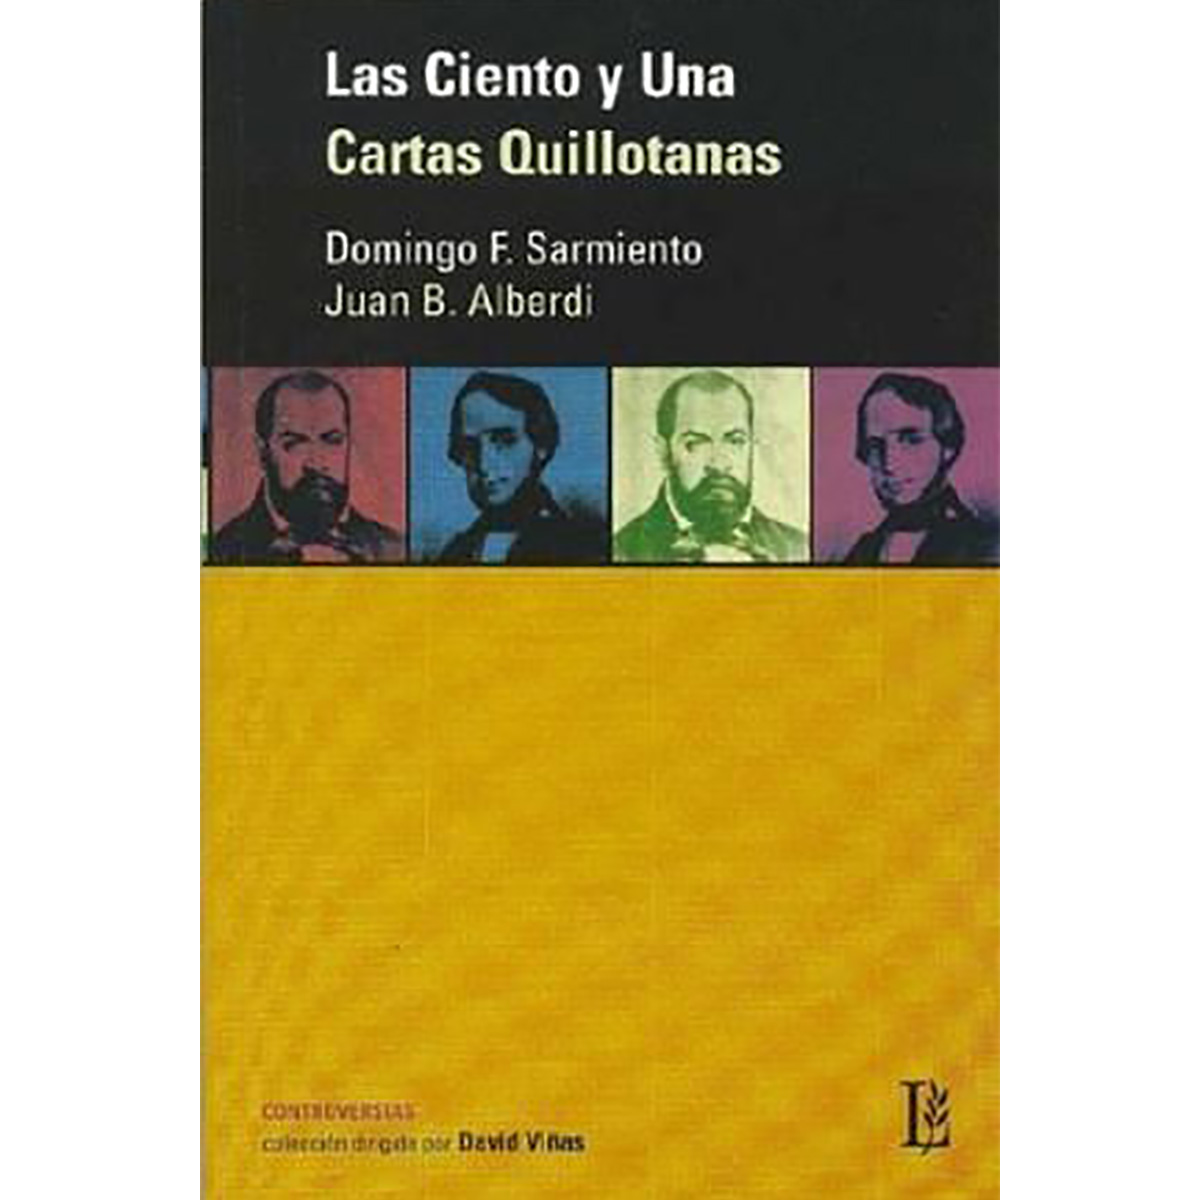 Las Ciento y Una
Cartas Quillotanas
Domingo F. Sarmiento
Juan B. Alberdi
CONTROVERSIAS
colección dirigida por David Viñas
L